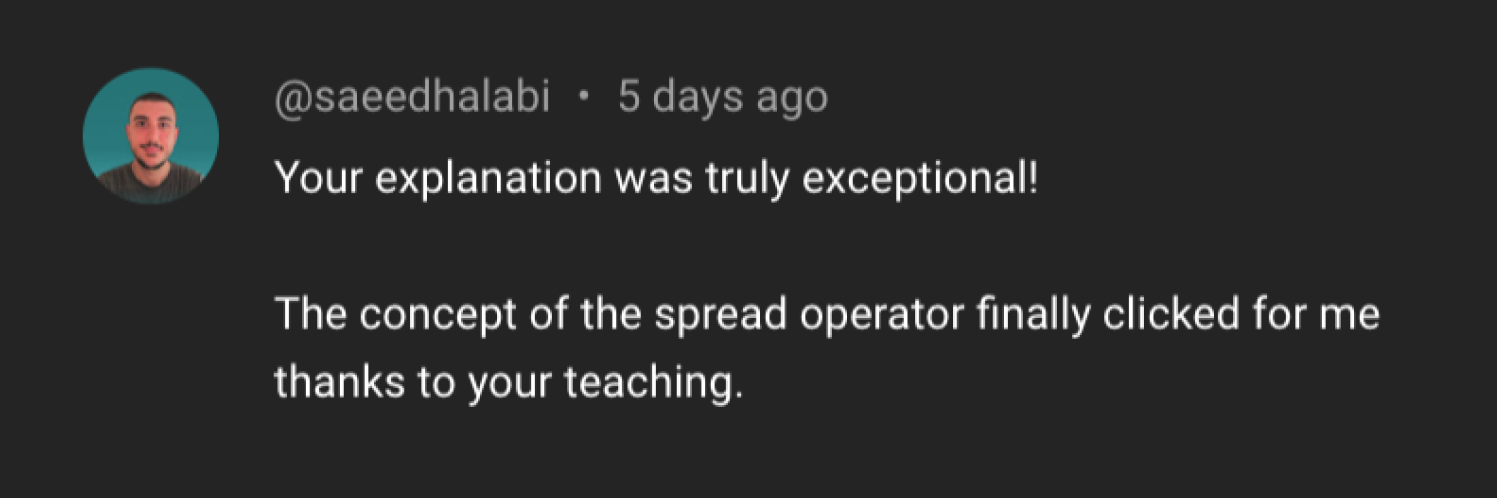 @saeedhalabi • 5 days ago
Your explanation was truly exceptional!
The concept of the spread operator finally clicked for me
thanks to your teaching.